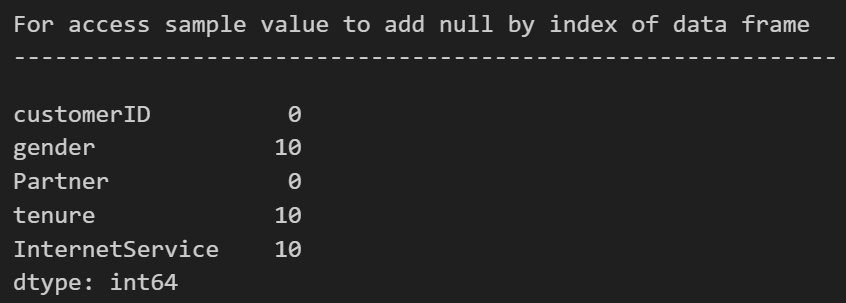 For access sample value to add null by index of data frame
------------------------------------------------------------
customerID 0
gender 10
Partner 0
tenure 10
InternetService 10
dtype: int64